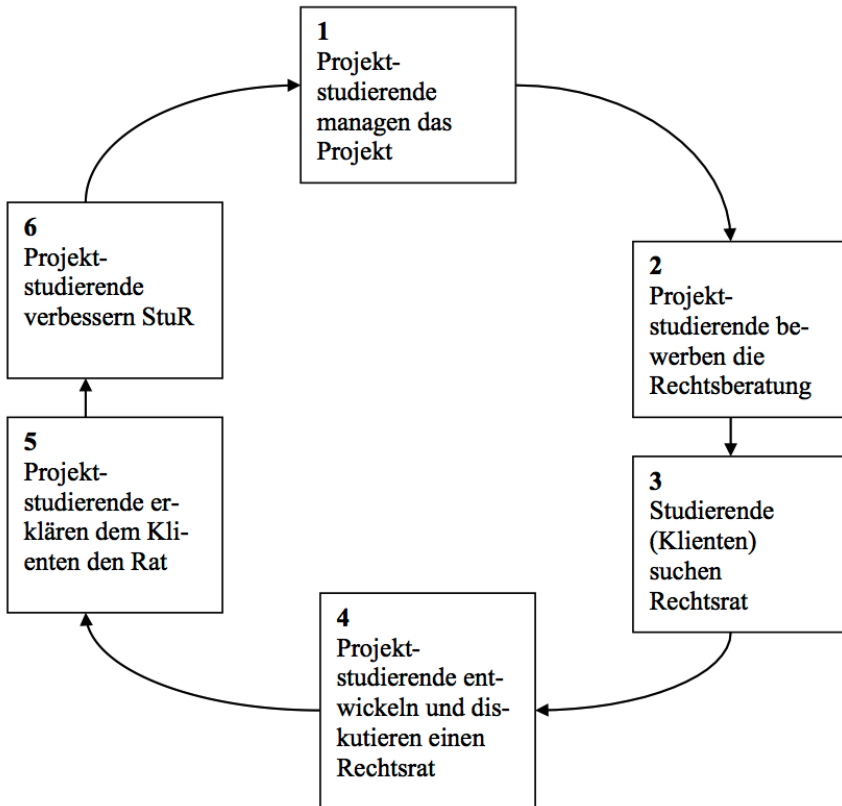 1
Projekt-
studierende
managen das
Projekt
2
Projekt-
studierende be-
werben die
Rechtsberatung
3
Studierende
(Klienten)
suchen
Rechtsrat
4
Projekt-
studierende ent-
wickeln und dis-
kutieren einen
Rechtsrat
5
Projekt-
studierende er-
klären dem Kli-
enten den Rat
6
Projekt-
studierende
verbessern StuR